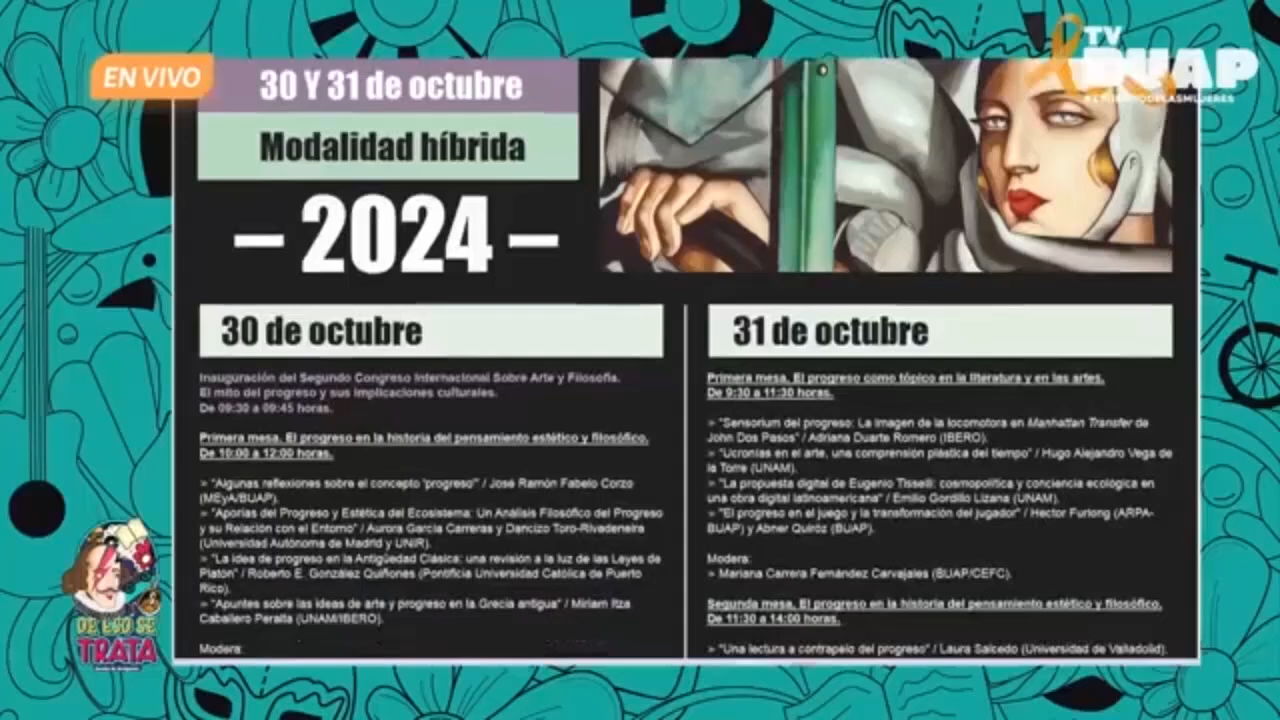 EN VIVO
TV
BUAP
30 Y 31 de octubre
Modalidad híbrida
– 2024 –
30 de octubre
Inauguración del Segundo Congreso Internacional Sobre Arte y Filosofía.
El mito del progreso y sus implicaciones culturales.
De 09:30 a 09:45 horas.
Primera mesa. El progreso en la historia del pensamiento estético y filosófico.
De 10:00 a 12:00 horas.
» "Algunas reflexiones sobre el concepto 'progreso'" / José Ramón Fabelo Corzo
(MEyA/BUAP).
» "Aporías del Progreso y Estética del Ecosistema: Un Análisis Filosófico del Progreso
y su Relación con el Entorno" / Aurora García Carreras y Dancizo Toro-Rivadeneira
(Universidad Autónoma de Madrid y UNIR).
» "La idea de progreso en la Antigüedad Clásica: una revisión a la luz de las Leyes de
Platón" / Roberto E. González Quiñones (Pontificia Universidad Católica de Puerto
Rico).
» "Apuntes sobre las ideas de arte y progreso en la Grecia antigua" / Miriam Itza
Caballero Peralta (UNAM/IBERO).
Modera:
31 de octubre
Primera mesa. El progreso como tópico en la literatura y en las artes.
De 9:30 a 11:30 horas.
» "Sensorium del progreso: La imagen de la locomotora en Manhattan Transfer de
John Dos Pasos" / Adriana Duarte Romero (IBERO).
» "Ucronías en el arte, una comprensión plástica del tiempo" / Hugo Alejandro Vega de
la Torre (UNAM).
» "La propuesta digital de Eugenio Tisselli: cosmopolítica y conciencia ecológica en
una obra digital latinoamericana" / Emilio Gordillo Lizana (UNAM).
» "El progreso en el juego y la transformación del jugador" / Hector Furlong (ARPA-
BUAP) y Abner Quiróz (BUAP).
Modera:
» Mariana Carrera Fernández Carvajales (BUAP/CEFC).
Segunda mesa. El progreso en la historia del pensamiento estético y filosófico.
De 11:30 a 14:00 horas.
» "Una lectura a contrapelo del progreso" / Laura Salcedo (Universidad de Valladolid).
DE ESO SE
TRATA